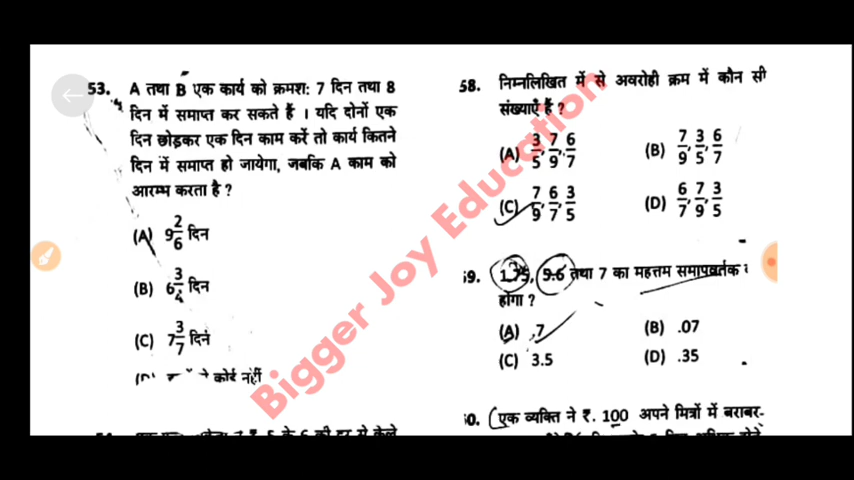 53. A तथा B एक कार्य को क्रमश: 7 दिन तथा 8
दिन में समाप्त कर सकते हैं । यदि दोनों एक
दिन छोड़कर एक दिन काम करें तो कार्य कितने
दिन में समाप्त हो जायेगा, जबकि A काम को
आरम्भ करता है ?
(A) 9 2/6 दिन
(B) 6 3/4 दिन
(C) 7 3/7 दिन
कोई नहीं
58. निम्नलिखित में से अवरोही क्रम में कौन सी
संख्याएँ हैं ?
(A) 3/5, 7/9, 6/7
(B) 7/9, 3/5, 6/7
(C) 7/9, 6/7, 3/5
(D) 6/7, 7/9, 3/5
59. 1.75, 9.6 तथा 7 का महत्तम समापवर्तक
होगा ?
(A) .7
(B) .07
(C) 3.5
(D) .35
60. एक व्यक्ति ने ₹. 100 अपने मित्रों में बराबर-
Bigger Joy Education